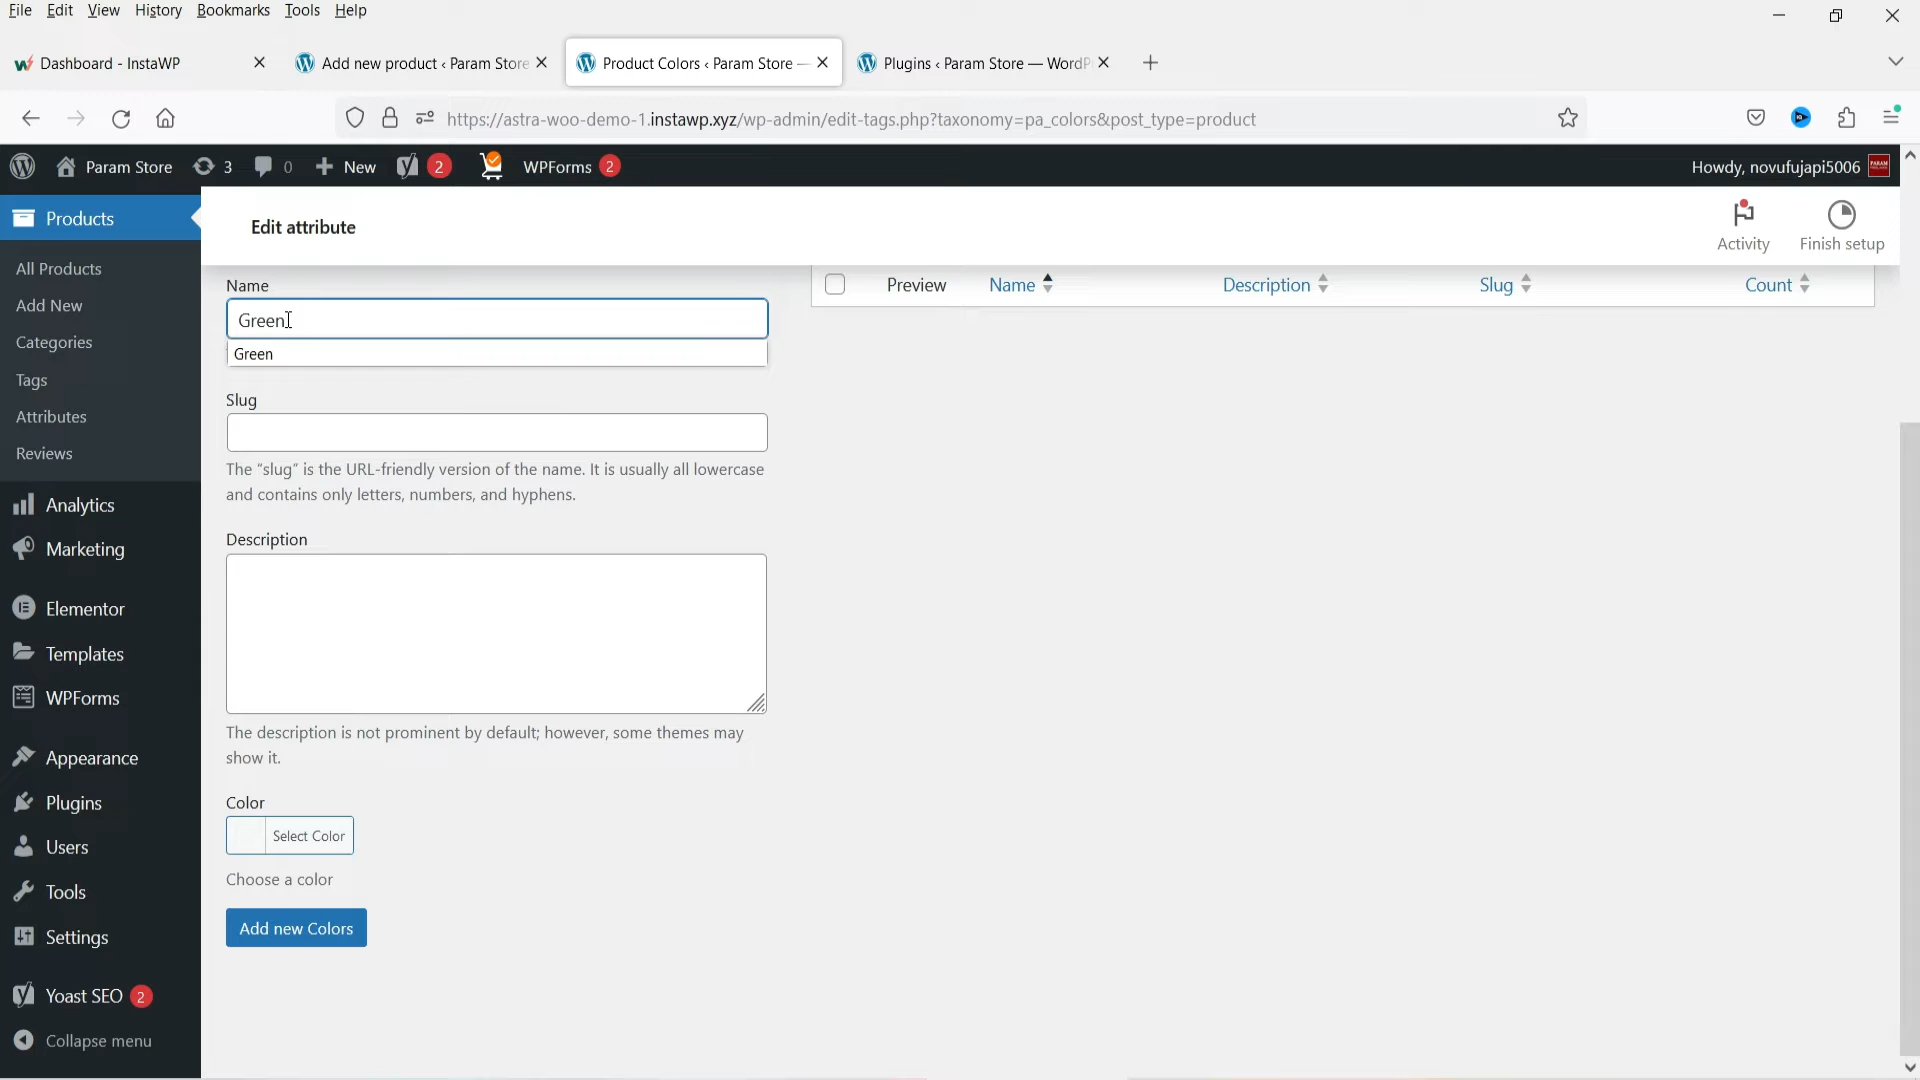 File Edit View History Bookmarks Tools Help
Dashboard - InstaWP
Add new product ‹ Param Store
Product Colors ‹ Param Store —
Plugins ‹ Param Store — WordP
https://astra-woo-demo-1.instawp.xyz/wp-admin/edit-tags.php?taxonomy=pa_colors&post_type=product
Param Store 3 0 New 2 WPForms 2 Howdy, novufujapi5006
Products
Edit attribute
Activity
Finish setup
All Products
Add New
Categories
Tags
Attributes
Reviews
Analytics
Marketing
Elementor
Templates
WPForms
Appearance
Plugins
Users
Tools
Settings
Yoast SEO 2
Collapse menu
Name
Green
Green
Slug
The “slug” is the URL-friendly version of the name. It is usually all lowercase
and contains only letters, numbers, and hyphens.
Description
The description is not prominent by default; however, some themes may
show it.
Color
Select Color
Choose a color
Add new Colors
Preview Name Description Slug Count